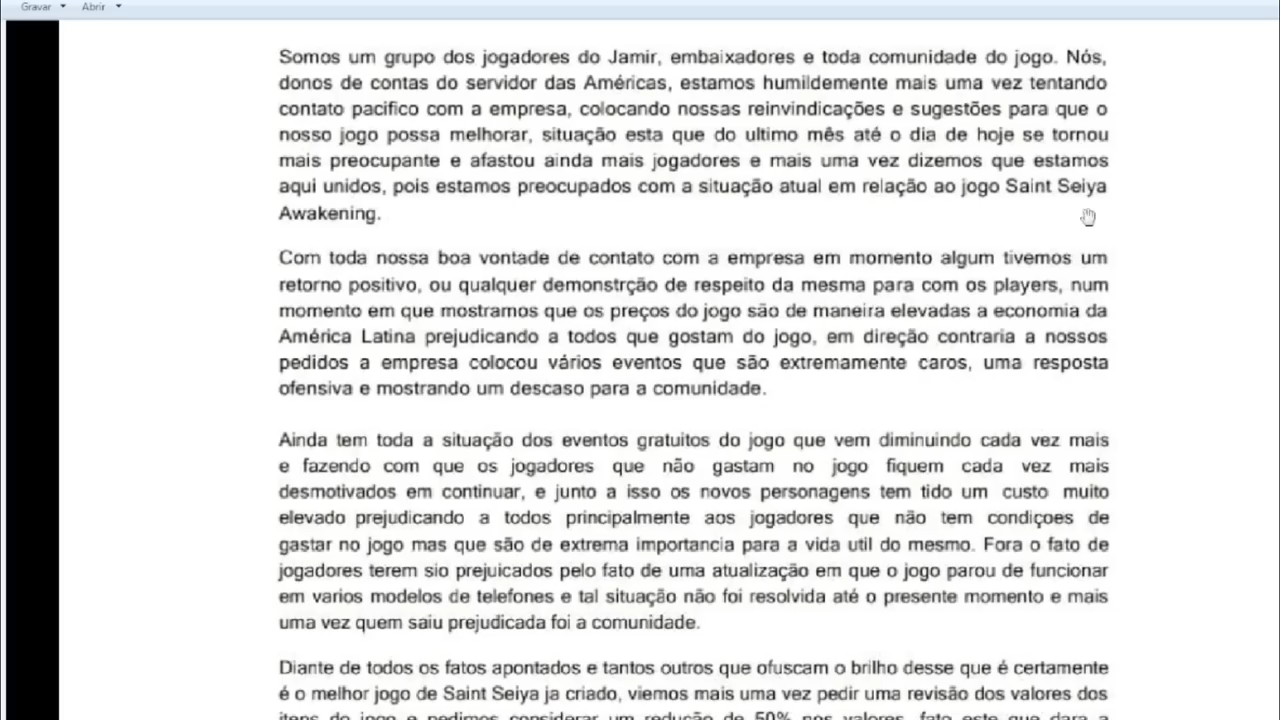 Gravar Abrir
Somos um grupo dos jogadores do Jamir, embaixadores e toda comunidade do jogo. Nós,
donos de contas do servidor das Américas, estamos humildemente mais uma vez tentando
contato pacifico com a empresa, colocando nossas reinvindicações e sugestões para que o
nosso jogo possa melhorar, situação esta que do ultimo mês até o dia de hoje se tornou
mais preocupante e afastou ainda mais jogadores e mais uma vez dizemos que estamos
aqui unidos, pois estamos preocupados com a situação atual em relação ao jogo Saint Seiya
Awakening.
Com toda nossa boa vontade de contato com a empresa em momento algum tivemos um
retorno positivo, ou qualquer demonstrção de respeito da mesma para com os players, num
momento em que mostramos que os preços do jogo são de maneira elevadas a economia da
América Latina prejudicando a todos que gostam do jogo, em direção contraria a nossos
pedidos a empresa colocou vários eventos que são extremamente caros, uma resposta
ofensiva e mostrando um descaso para a comunidade.
Ainda tem toda a situação dos eventos gratuitos do jogo que vem diminuindo cada vez mais
e fazendo com que os jogadores que não gastam no jogo fiquem cada vez mais
desmotivados em continuar, e junto a isso os novos personagens tem tido um custo muito
elevado prejudicando a todos principalmente aos jogadores que não tem condiçoes de
gastar no jogo mas que são de extrema importancia para a vida util do mesmo. Fora o fato de
jogadores terem sio prejuicados pelo fato de uma atualização em que o jogo parou de funcionar
em varios modelos de telefones e tal situação não foi resolvida até o presente momento e mais
uma vez quem saiu prejudicada foi a comunidade.
Diante de todos os fatos apontados e tantos outros que ofuscam o brilho desse que é certamente
é o melhor jogo de Saint Seiya ja criado, viemos mais uma vez pedir uma revisão dos valores dos
itens do jogo e pedimos considerar um redução de 50% nos valores, fato este que dara a